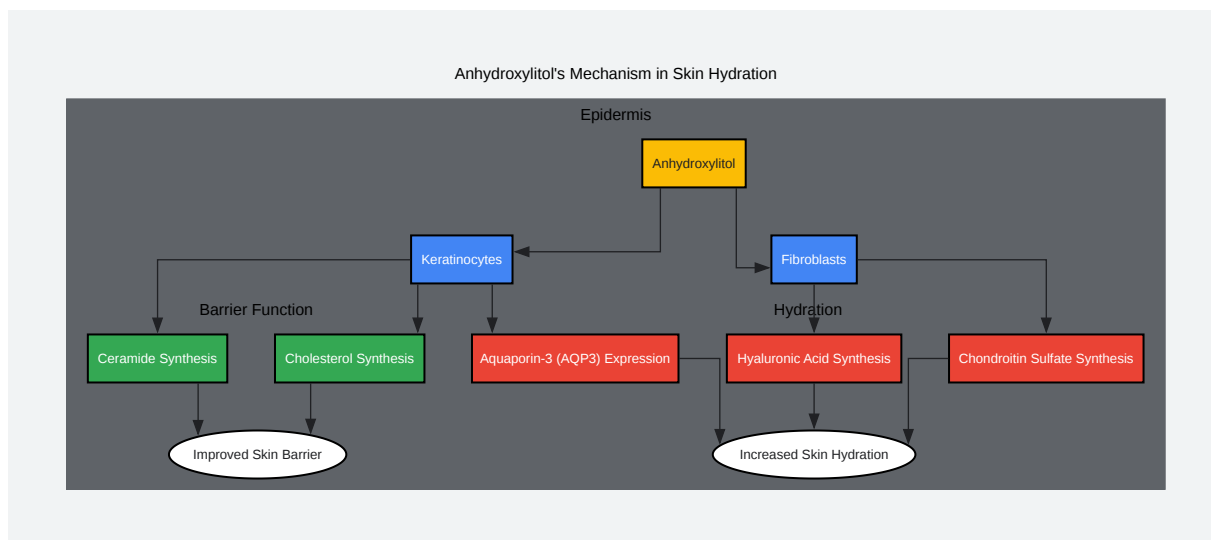 Anhydroxylitol's Mechanism in Skin Hydration
Epidermis
Anhydroxylitol
Keratinocytes
Fibroblasts
Barrier Function
Hydration
Ceramide Synthesis
Cholesterol Synthesis
Aquaporin-3 (AQP3) Expression
Hyaluronic Acid Synthesis
Chondroitin Sulfate Synthesis
Improved Skin Barrier
Increased Skin Hydration